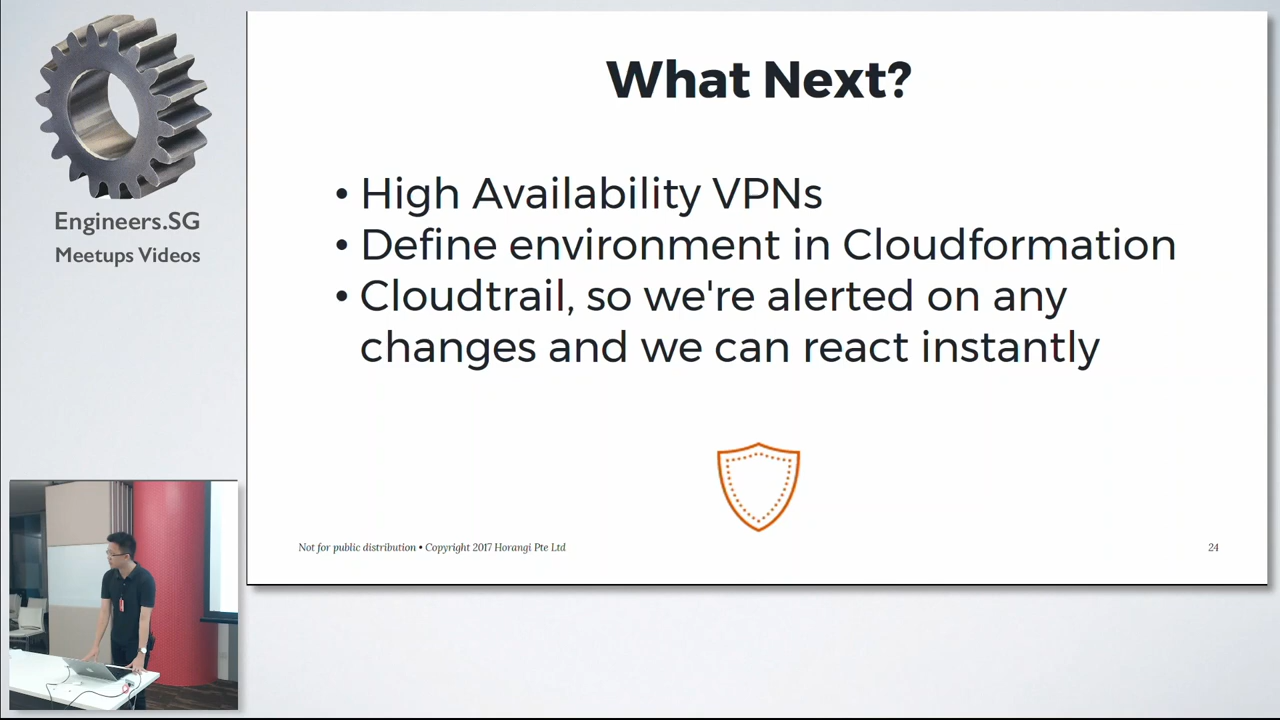 Engineers.SG
Meetups Videos
What Next?
• High Availability VPNs
• Define environment in Cloudformation
• Cloudtrail, so we're alerted on any
changes and we can react instantly
Not for public distribution • Copyright 2017 Horangi Pte Ltd
24